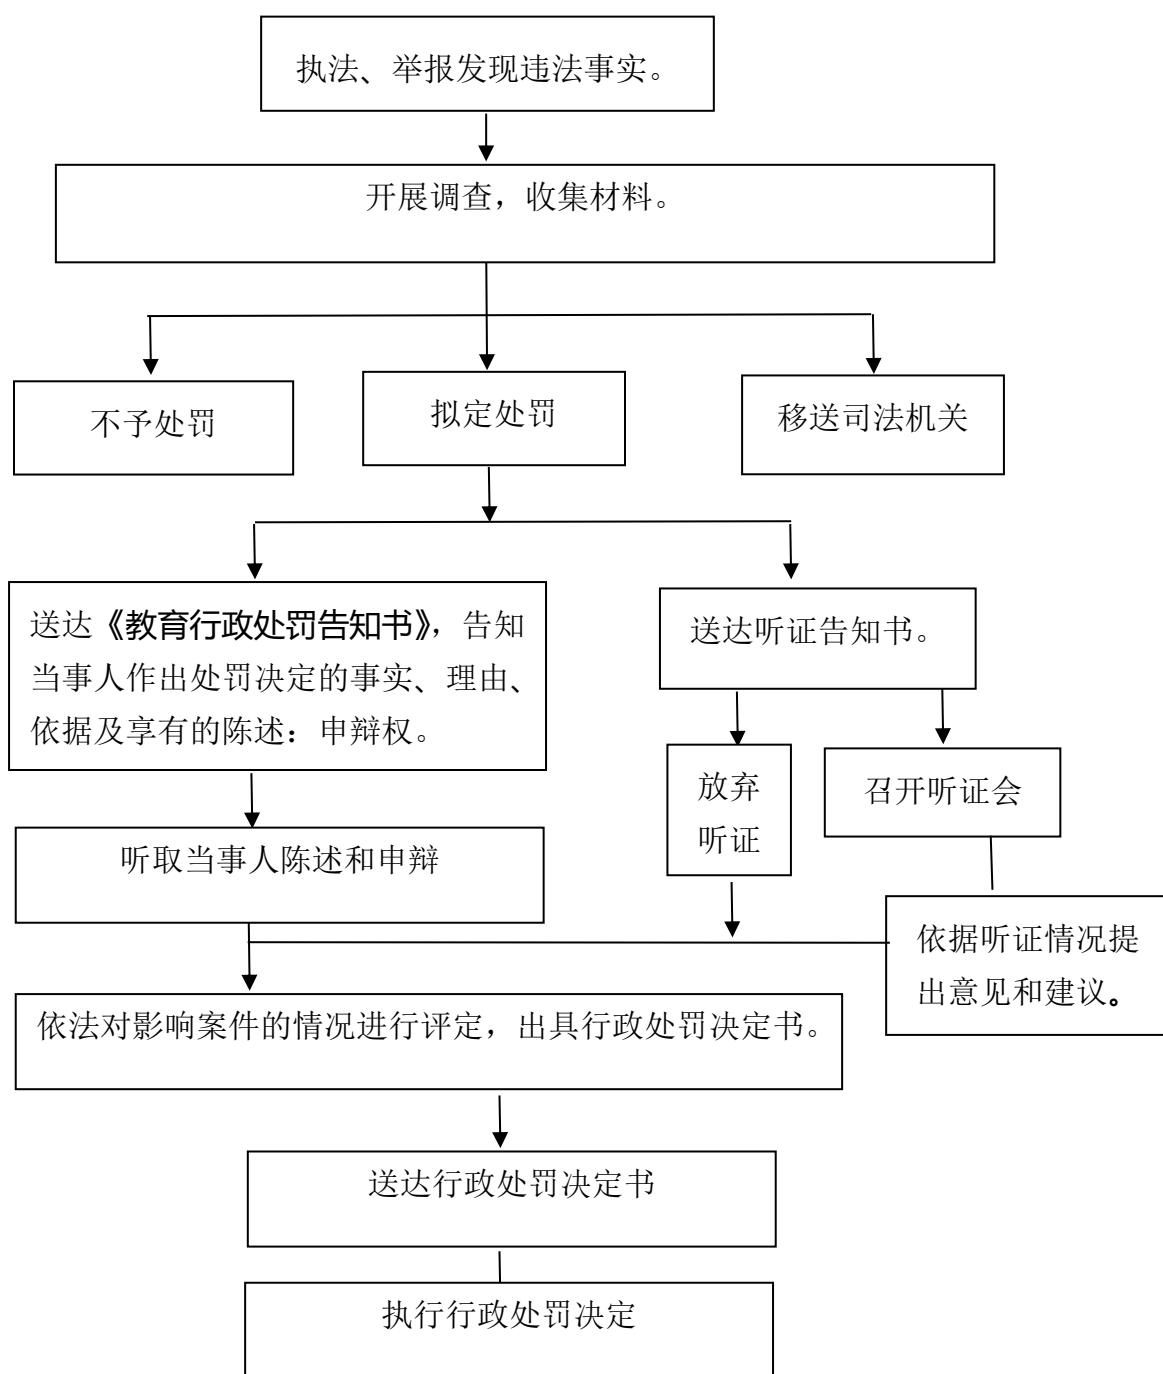 执法、举报发现违法事实。
开展调查，收集材料。
不予处罚
拟定处罚
移送司法机关
送达《教育行政处罚告知书》，告知
当事人作出处罚决定的事实、理由、
依据及享有的陈述：申辩权。
送达听证告知书。
放弃
听证
召开听证会
听取当事人陈述和申辩
依据听证情况提
出意见和建议。
依法对影响案件的情况进行评定，出具行政处罚决定书。
送达行政处罚决定书
执行行政处罚决定